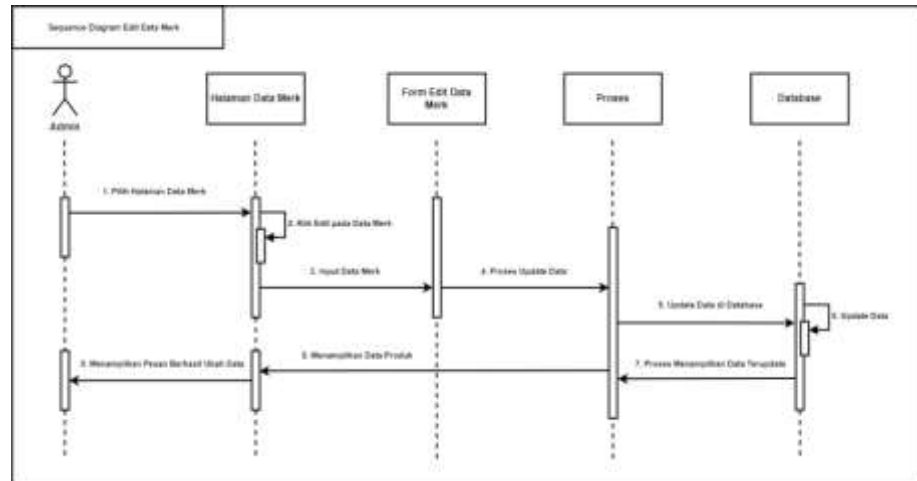 Sequence Diagram Edit Data Merk
Admin
Halaman Data Merk
Form Edit Data
Merk
Proses
Database
1. Pilih Halaman Data Merk
2. Klik Edit pada Data Merk
3. Input Data Merk
4. Proses Update Data
5. Update Data di Database
6. Update Data
7. Proses Menampilkan Data Terupdate
Menampilkan Data Produk
Menampilkan Pesan Berhasil Ubah Data